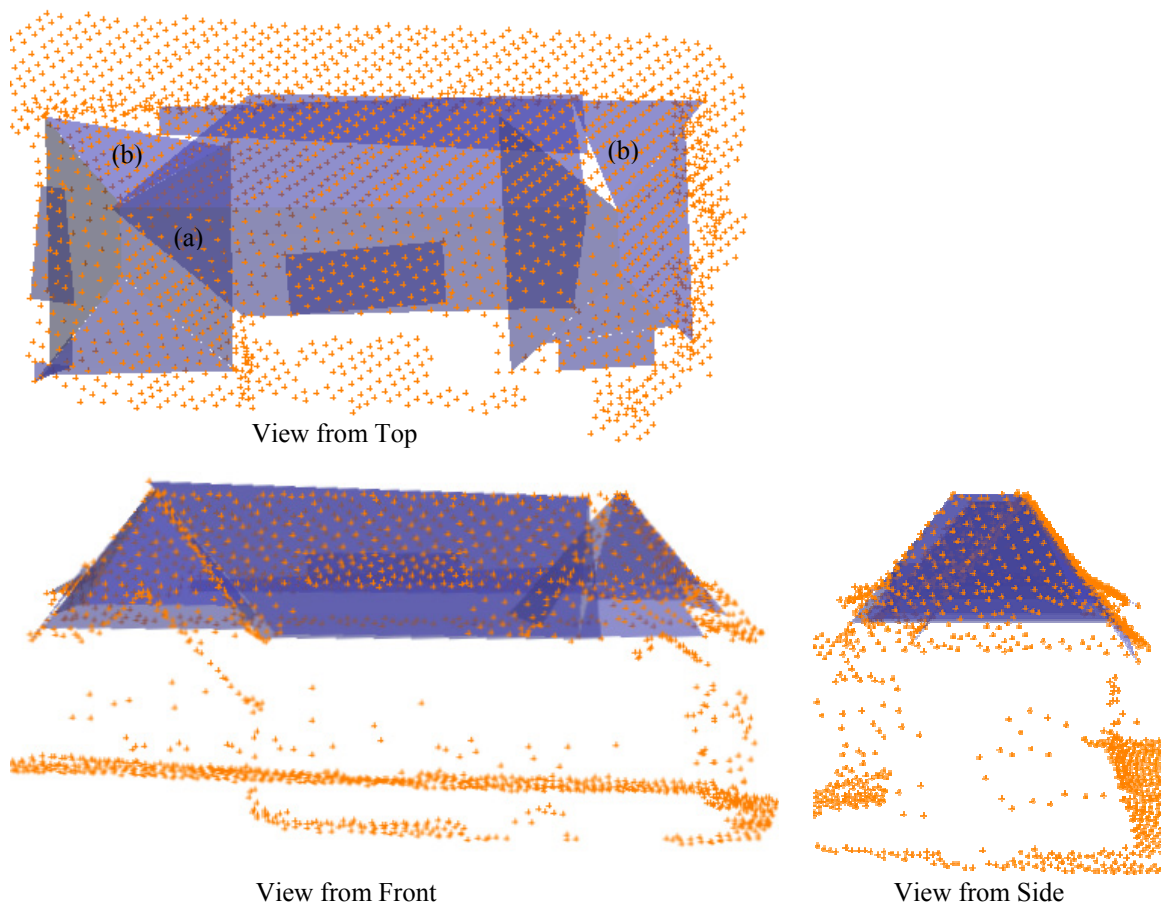 (b)
(b)
(a)
View from Top
View from Front
View from Side